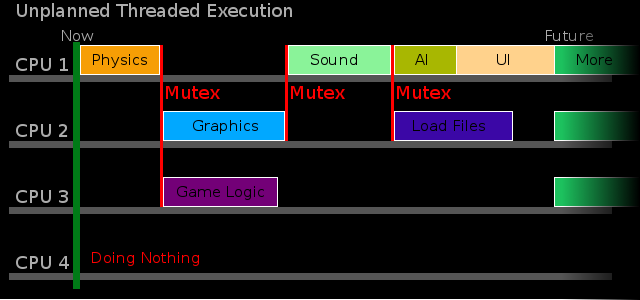 Unplanned Threaded Execution
Now Future
CPU 1 Physics Sound AI UI More
Mutex Mutex Mutex
CPU 2 Graphics Load Files
CPU 3 Game Logic
CPU 4 Doing Nothing